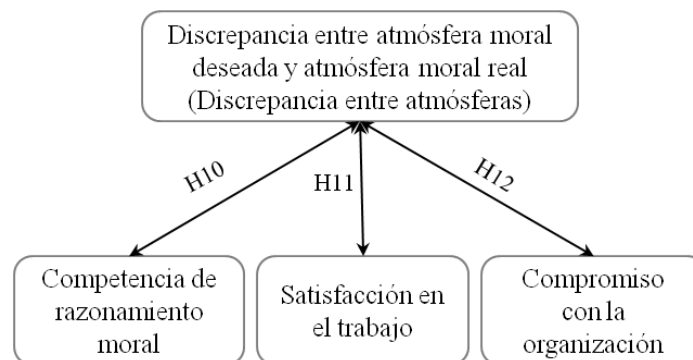 Discrepancia entre atmósfera moral
deseada y atmósfera moral real
(Discrepancia entre atmósferas)
H10
H11
H12
Competencia de
razonamiento
moral
Satisfacción en
el trabajo
Compromiso
con la
organización